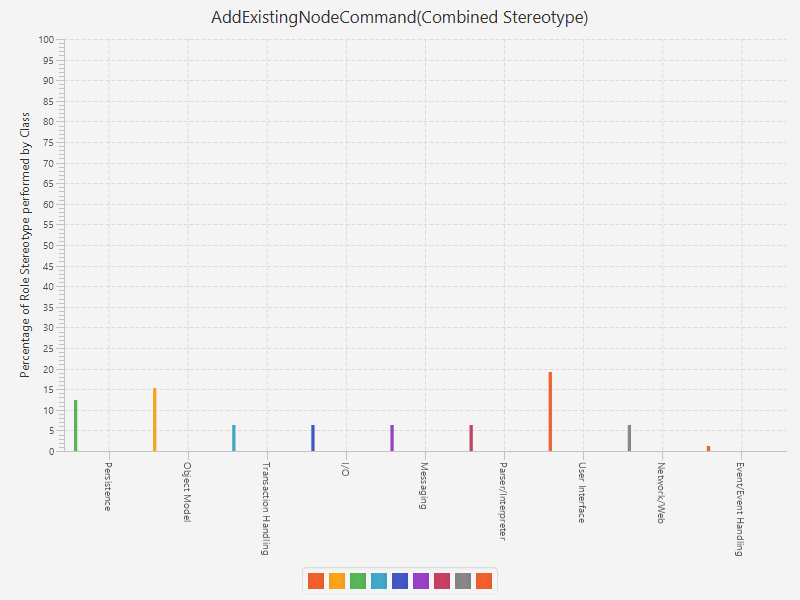 AddExistingNodeCommand(Combined Stereotype)
Percentage of Role Stereotype performed by Class
100
95
90
85
80
75
70
65
60
55
50
45
40
35
30
25
20
15
10
5
0
Persistence
Object Model
Transaction Handling
I/O
Messaging
Parser/Interpreter
User Interface
Network/Web
Event/Event Handling